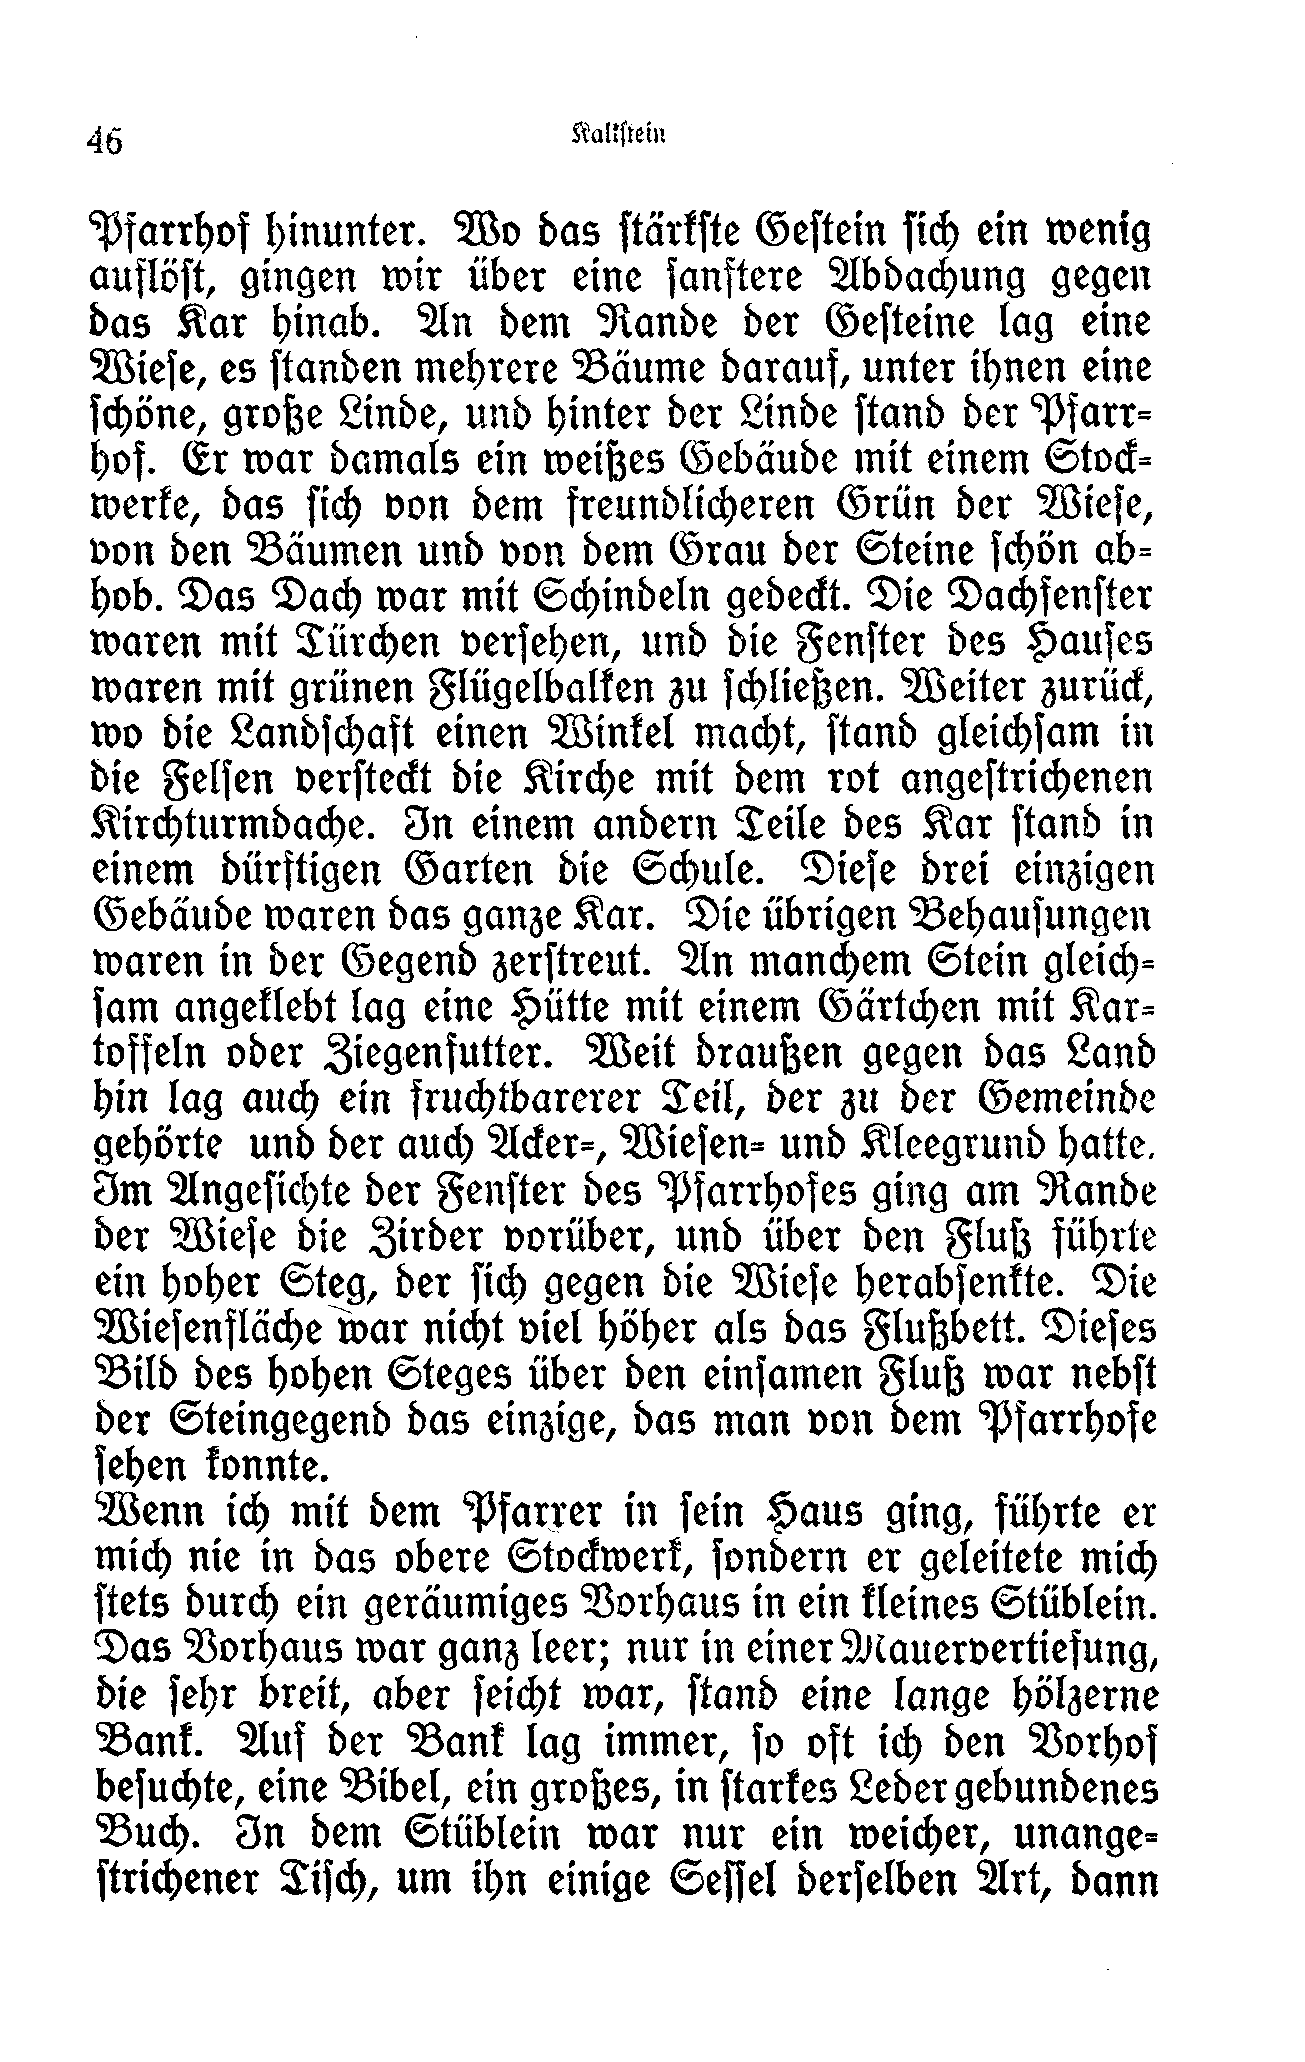 46
Kalkstein
Pfarrhof hinunter. Wo das stärkste Gestein sich ein wenig
auflöst, gingen wir über eine sanftere Abdachung gegen
das Kar hinab. An dem Rande der Gesteine lag eine
Wiese, es standen mehrere Bäume darauf, unter ihnen eine
schöne, große Linde, und hinter der Linde stand der Pfarr=
hof. Er war damals ein weißes Gebäude mit einem Stock=
werke, das sich von dem freundlicheren Grün der Wiese,
von den Bäumen und von dem Grau der Steine schön ab=
hob. Das Dach war mit Schindeln gedeckt. Die Dachfenster
waren mit Türchen versehen, und die Fenster des Hauses
waren mit grünen Flügelbalken zu schließen. Weiter zurück,
wo die Landschaft einen Winkel macht, stand gleichsam in
die Felsen versteckt die Kirche mit dem rot angestrichenen
Kirchturmdache. In einem andern Teile des Kar stand in
einem dürftigen Garten die Schule. Diese drei einzigen
Gebäude waren das ganze Kar. Die übrigen Behausungen
waren in der Gegend zerstreut. An manchem Stein gleich=
sam angeklebt lag eine Hütte mit einem Gärtchen mit Kar=
toffeln oder Ziegenfutter. Weit draußen gegen das Land
hin lag auch ein fruchtbarerer Teil, der zu der Gemeinde
gehörte und der auch Acker=, Wiesen= und Kleegrund hatte.
Im Angesichte der Fenster des Pfarrhofes ging am Rande
der Wiese die Zirder vorüber, und über den Fluß führte
ein hoher Steg, der sich gegen die Wiese herabsenkte. Die
Wiesenfläche war nicht viel höher als das Flußbett. Dieses
Bild des hohen Steges über den einsamen Fluß war nebst
der Steingegend das einzige, das man von dem Pfarrhofe
sehen konnte.
Wenn ich mit dem Pfarrer in sein Haus ging, führte er
mich nie in das obere Stockwerk, sondern er geleitete mich
stets durch ein geräumiges Vorhaus in ein kleines Stüblein.
Das Vorhaus war ganz leer; nur in einer Mauervertiefung,
die sehr breit, aber seicht war, stand eine lange hölzerne
Bank. Auf der Bank lag immer, so oft ich den Vorhof
besuchte, eine Bibel, ein großes, in starkes Leder gebundenes
Buch. In dem Stüblein war nur ein weicher, unange=
strichener Tisch, um ihn einige Sessel derselben Art, dann